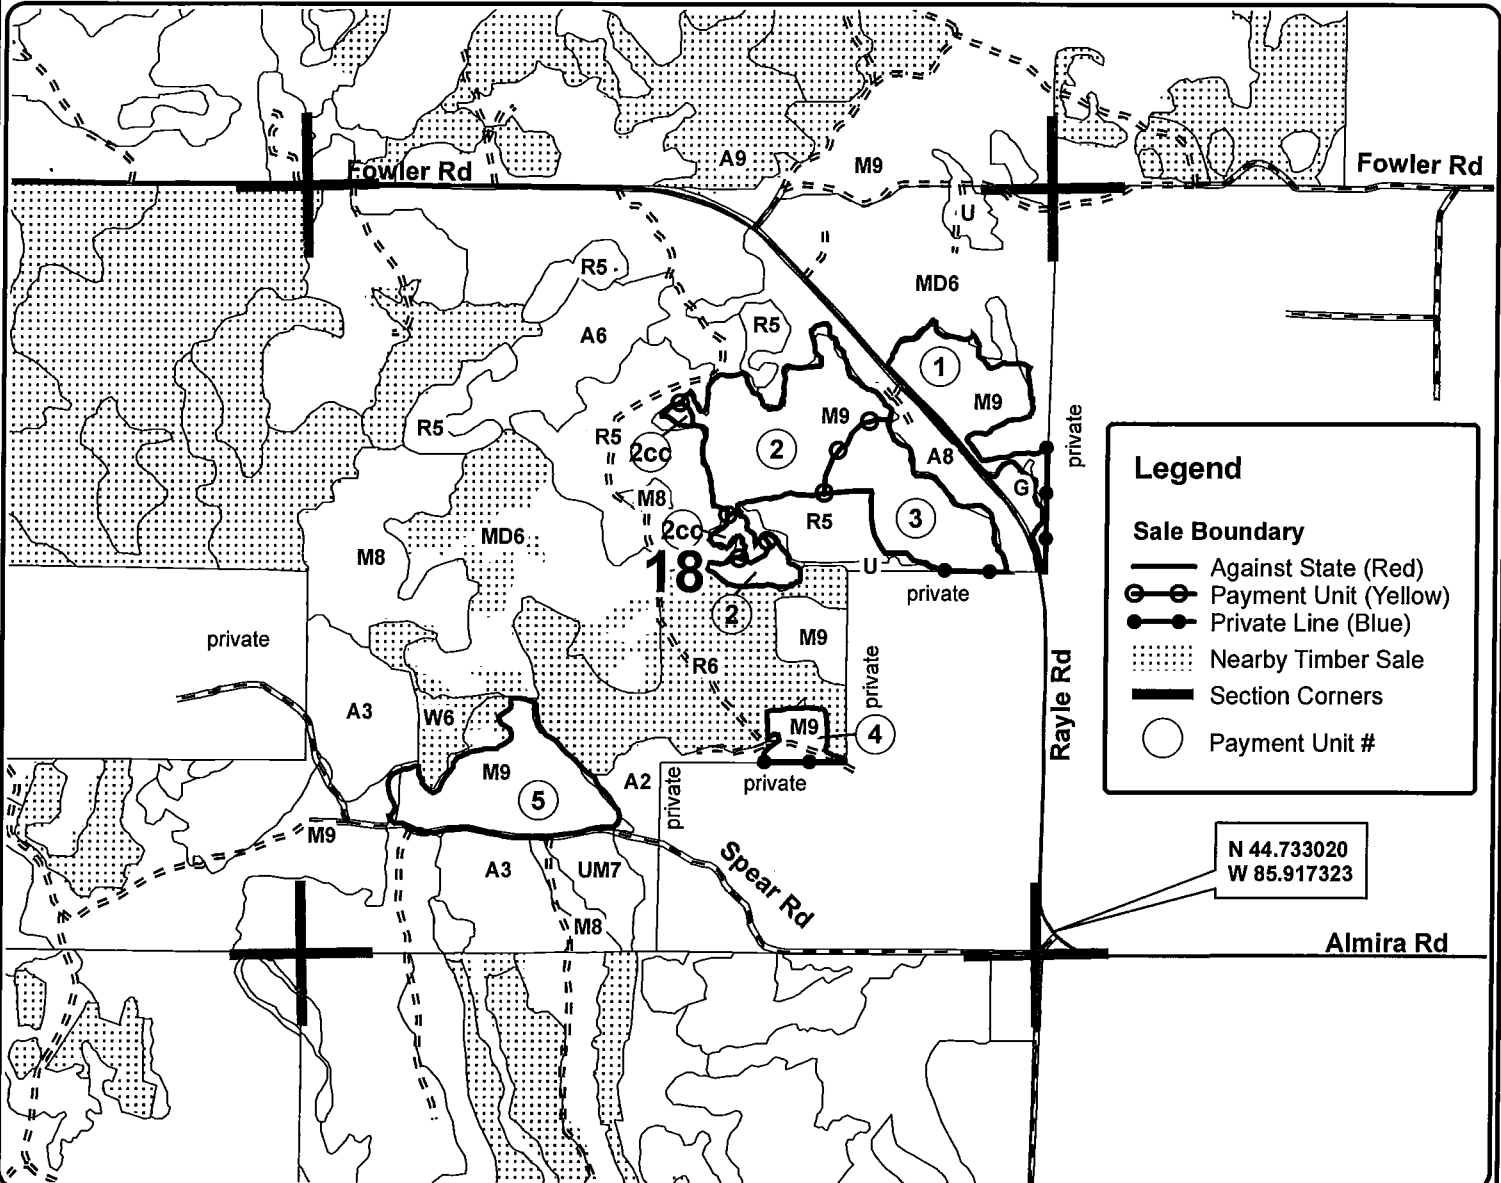 A9
M9
Fowler Rd
Fowler Rd
U
R5
MD6
R5
A6
1
M9
M9
R5
R5
2cc
2
A8
private
G
M8
2cc
R5
3
MD6
M8
18
U
private
2
private
M9
R6
private
A3
W6
M9
4
M9
5
A2
private
private
Rayle Rd
M9
A3
UM7
Spear Rd
M8
Almira Rd
N 44.733020
W 85.917323
Legend
Sale Boundary
Against State (Red)
Payment Unit (Yellow)
Private Line (Blue)
Nearby Timber Sale
Section Corners
Payment Unit #